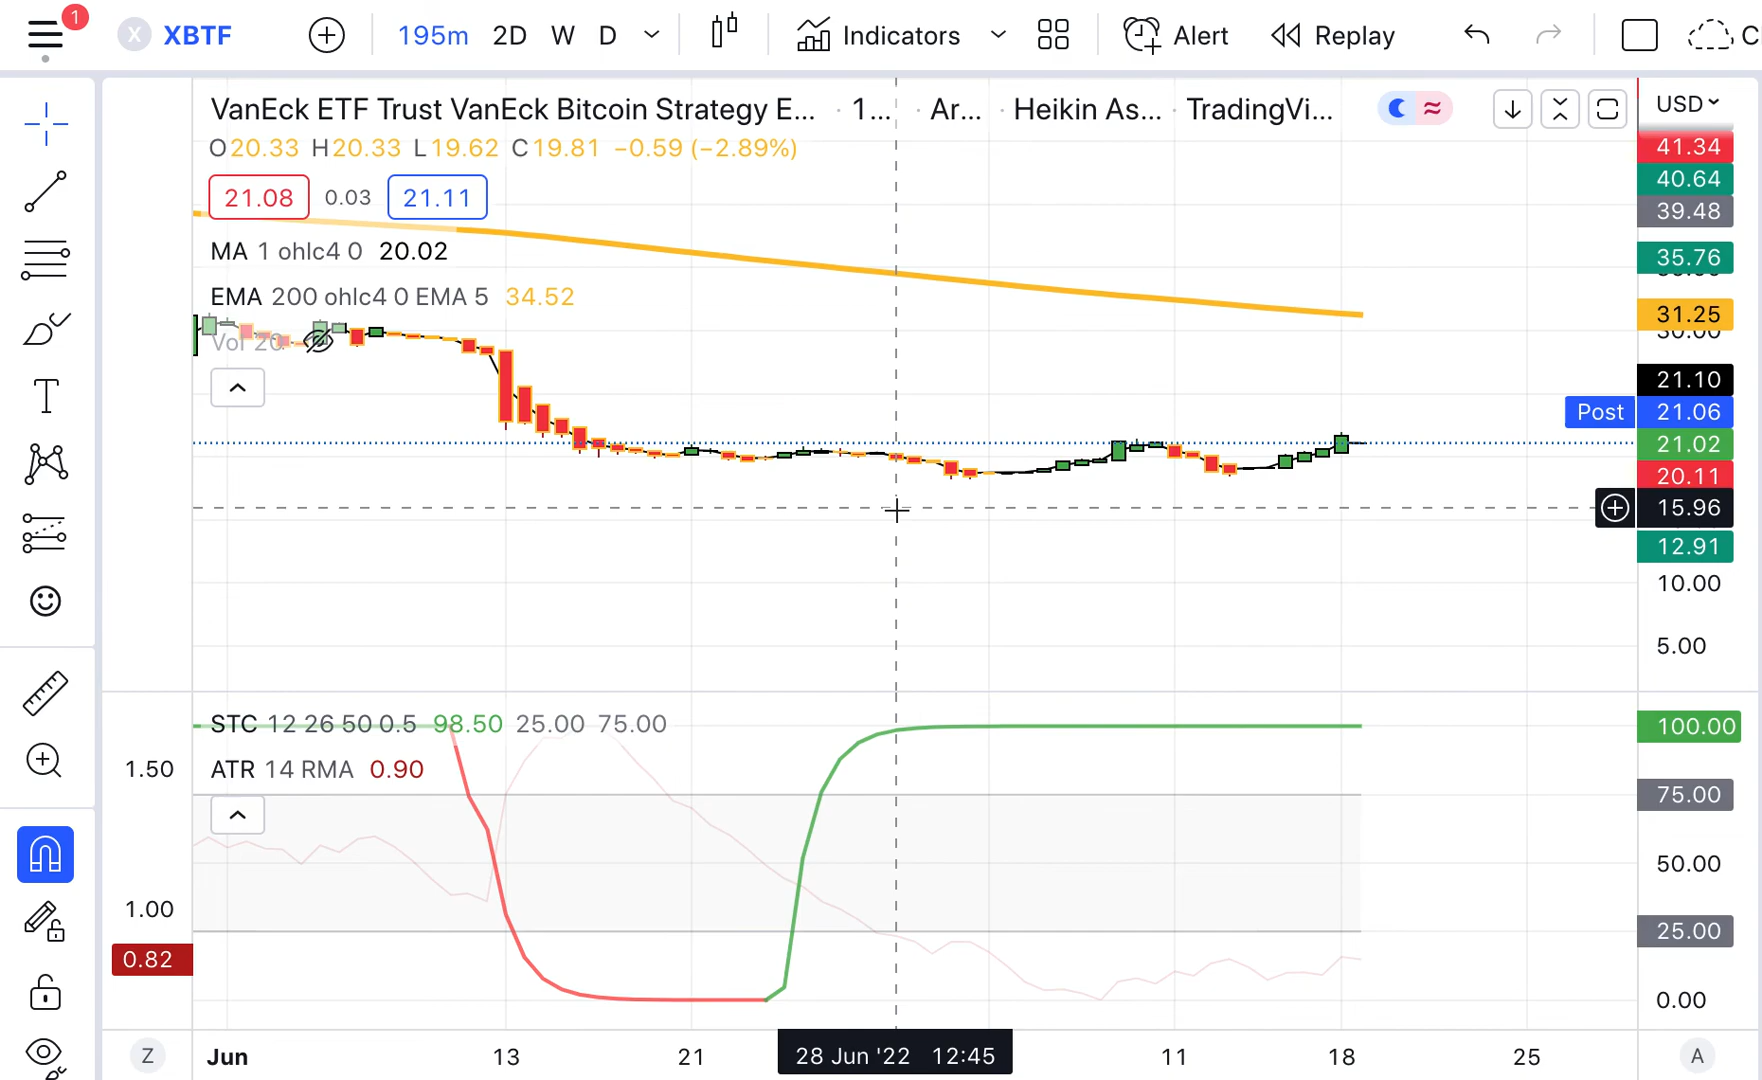 1 X XBTF 195m 2D W D Indicators Alert Replay C
VanEck ETF Trust VanEck Bitcoin Strategy E... · 1... · Ar... · Heikin As... · TradingVi... USD
O20.33 H20.33 L19.62 C19.81 −0.59 (−2.89%)
21.08 0.03 21.11
MA 1 ohlc4 0 20.02
EMA 200 ohlc4 0 EMA 5 34.52
Vol 20
41.34
40.64
39.48
35.76
31.25
30.00
21.10
Post 21.06
21.02
20.11
15.96
12.91
10.00
5.00
STC 12 26 50 0.5 98.50 25.00 75.00
ATR 14 RMA 0.90
1.50
1.00
0.82
100.00
75.00
50.00
25.00
0.00
Z Jun 13 21 28 Jun '22 12:45 11 18 25 A